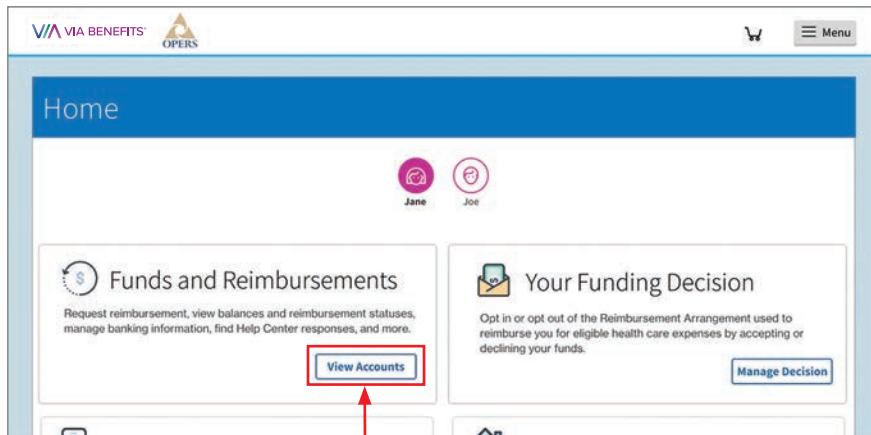 VIA BENEFITS
OPERS
Menu
Home
Jane
Joe
Funds and Reimbursements
Request reimbursement, view balances and reimbursement statuses,
manage banking information, find Help Center responses, and more.
View Accounts
Your Funding Decision
Opt in or opt out of the Reimbursement Arrangement used to
reimburse you for eligible health care expenses by accepting or
declining your funds.
Manage Decision